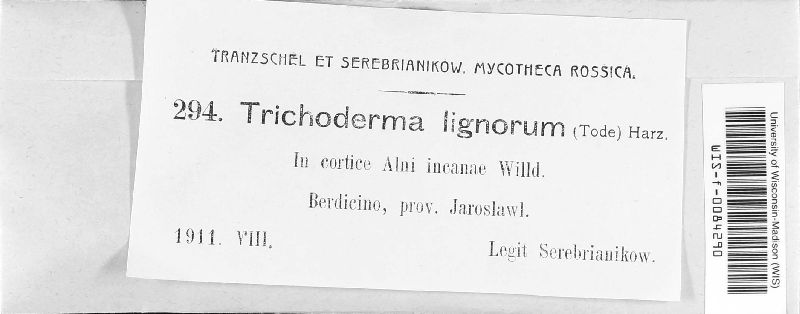 TRANZSCHEL ET SEREBRIANIKOW. MYCOTHECA ROSSICA.
294. Trichoderma lignorum (Tode) Harz.
In cortice Alni incanae Willd.
Berdicino, prov. Jaroslawl.
1911. VIII.
Legit Serebrianikow.
University of Wisconsin-Madison (WIS)
WIS-f-0084290